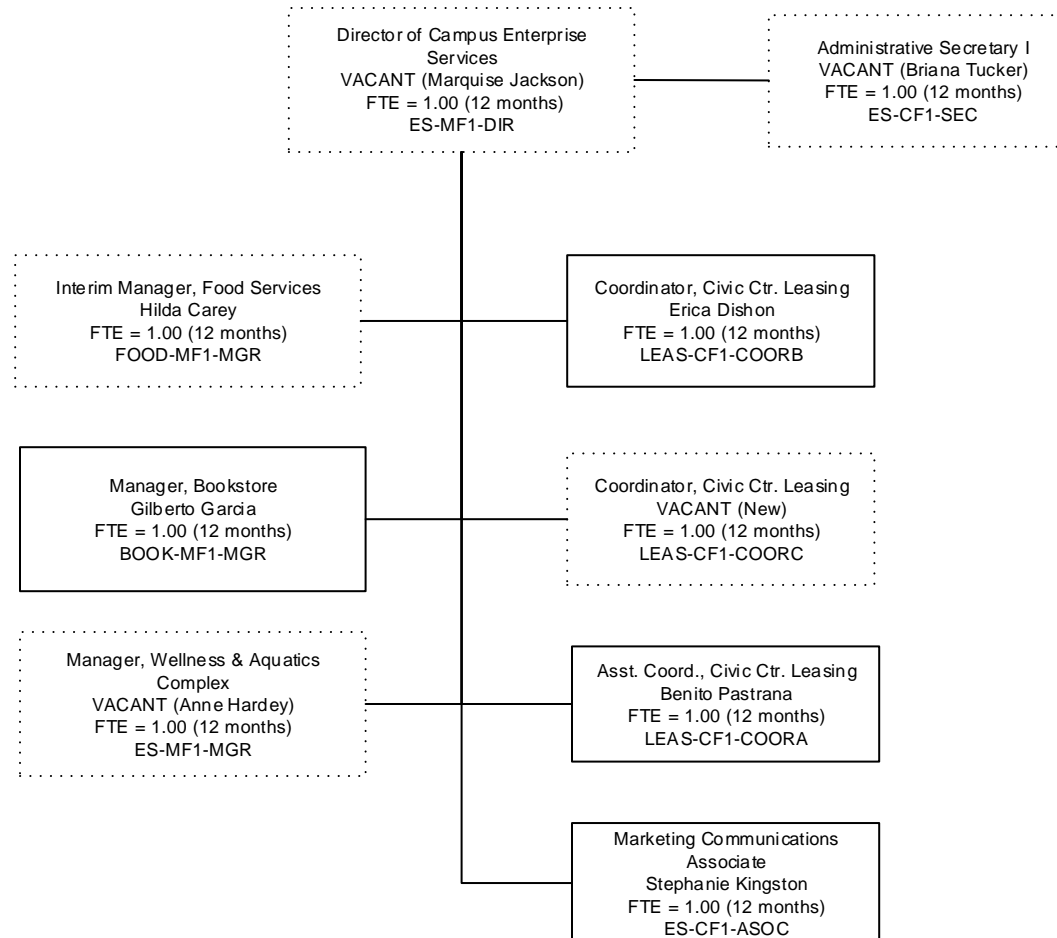 Director of Campus Enterprise
Services
VACANT (Marquise Jackson)
FTE = 1.00 (12 months)
ES-MF1-DIR
Administrative Secretary I
VACANT (Briana Tucker)
FTE = 1.00 (12 months)
ES-CF1-SEC
Interim Manager, Food Services
Hilda Carey
FTE = 1.00 (12 months)
FOOD-MF1-MGR
Coordinator, Civic Ctr. Leasing
Erica Dishon
FTE = 1.00 (12 months)
LEAS-CF1-COORB
Manager, Bookstore
Gilberto Garcia
FTE = 1.00 (12 months)
BOOK-MF1-MGR
Coordinator, Civic Ctr. Leasing
VACANT (New)
FTE = 1.00 (12 months)
LEAS-CF1-COORC
Manager, Wellness & Aquatics
Complex
VACANT (Anne Hardey)
FTE = 1.00 (12 months)
ES-MF1-MGR
Asst. Coord., Civic Ctr. Leasing
Benito Pastrana
FTE = 1.00 (12 months)
LEAS-CF1-COORA
Marketing Communications
Associate
Stephanie Kingston
FTE = 1.00 (12 months)
ES-CF1-ASOC